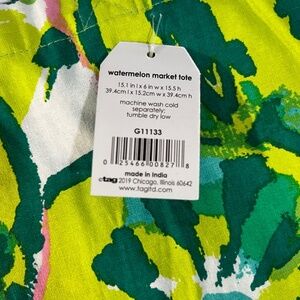 watermelon market tote
15.1 in l x 6 in w x 15.5 h
39.4cm l x 15.2cm w x 39.4cm h
machine wash cold
separately;
tumble dry low
G11133
0 25466 00827 8
made in India
©tag 2019 Chicago, Illinois 60642
www.tagltd.com